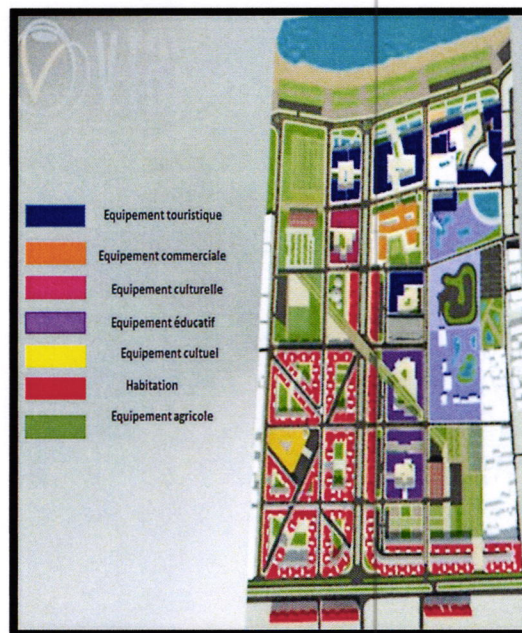 Equipement touristique
Equipement commerciale
Equipement culturelle
Equipement éducatif
Equipement cultuel
Habitation
Equipement agricole